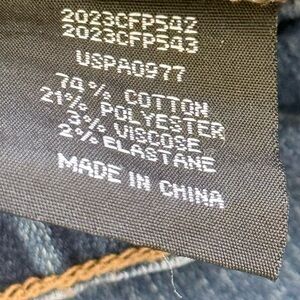 2023CFP542
2023CFP543
USPA0977
74% COTTON
21% POLYESTER
3% VISCOSE
2% ELASTANE
MADE IN CHINA